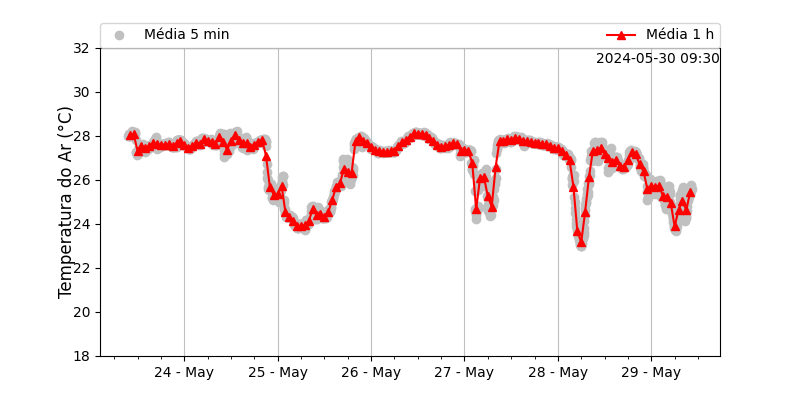 Média 5 min
Média 1 h
2024-05-30 09:30
Temperatura do Ar (°C)
32
30
28
26
24
22
20
18
24 - May
25 - May
26 - May
27 - May
28 - May
29 - May